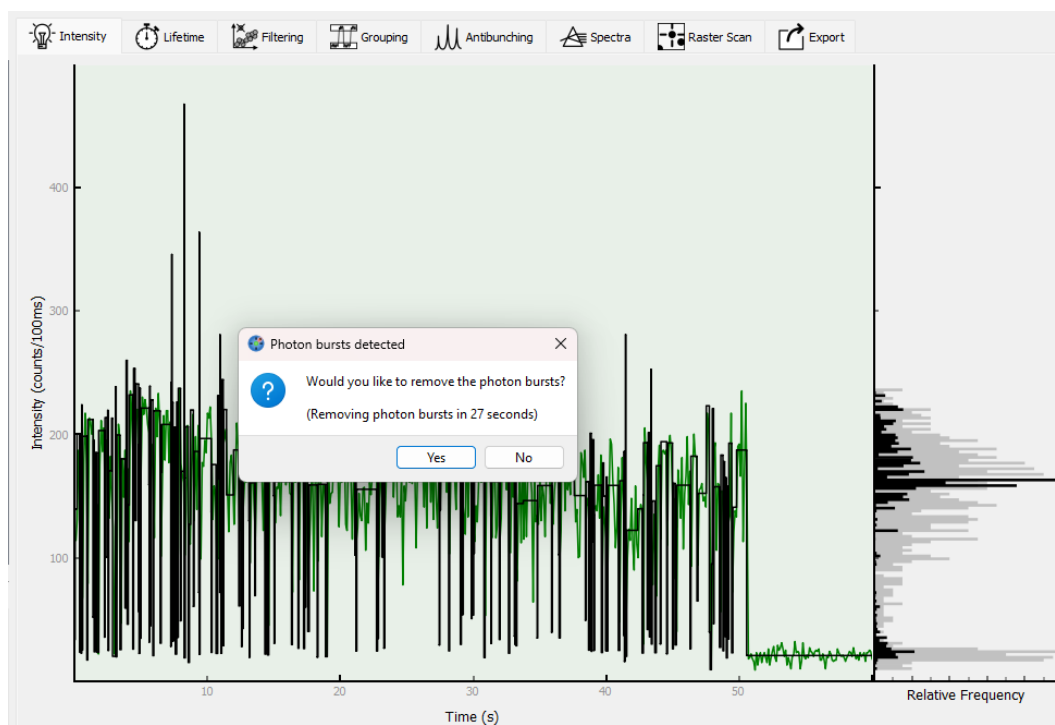 Intensity
Lifetime
Filtering
Grouping
Antibunching
Spectra
Raster Scan
Export
400
300
200
100
Intensity (counts/100ms)
Photon bursts detected
Would you like to remove the photon bursts?
(Removing photon bursts in 27 seconds)
Yes
No
10
20
30
40
50
Time (s)
Relative Frequency